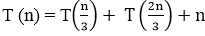 T (n) = T(n/3) + T(2n/3) + n